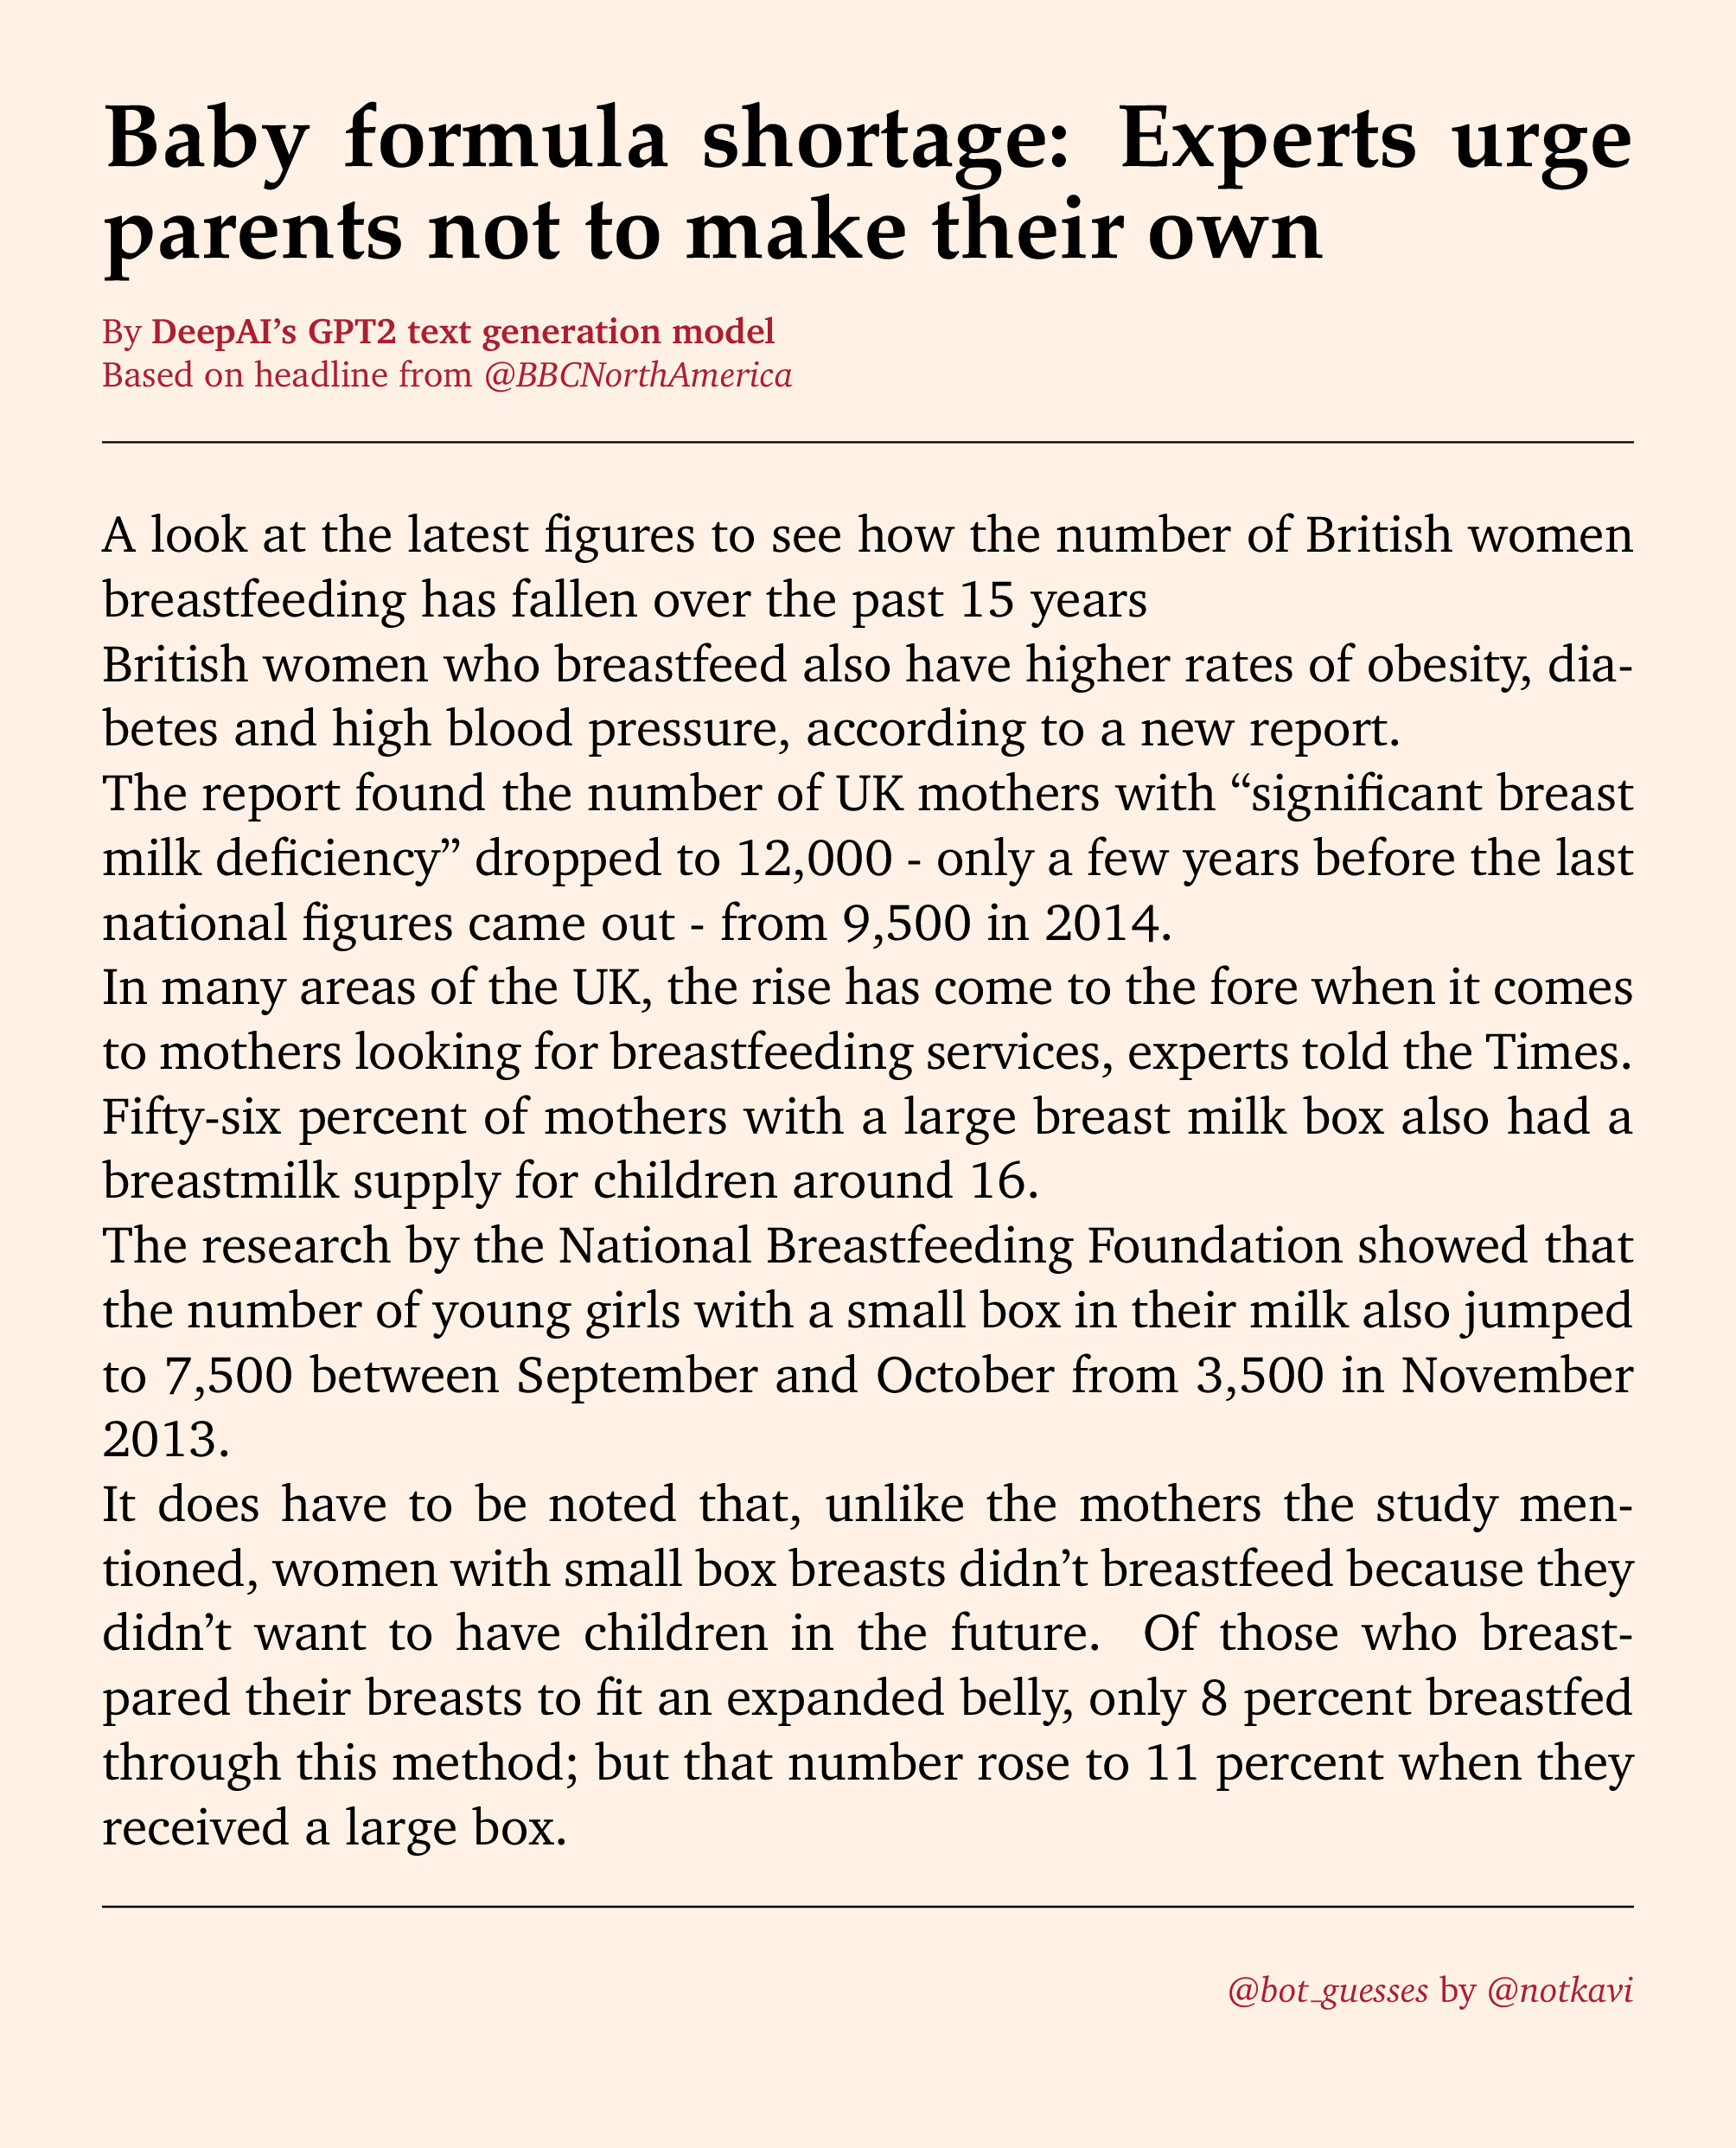 Baby formula shortage: Experts urge
parents not to make their own
By DeepAI’s GPT2 text generation model
Based on headline from @BBCNorthAmerica
A look at the latest figures to see how the number of British women
breastfeeding has fallen over the past 15 years
British women who breastfeed also have higher rates of obesity, dia-
betes and high blood pressure, according to a new report.
The report found the number of UK mothers with “significant breast
milk deficiency” dropped to 12,000 - only a few years before the last
national figures came out - from 9,500 in 2014.
In many areas of the UK, the rise has come to the fore when it comes
to mothers looking for breastfeeding services, experts told the Times.
Fifty-six percent of mothers with a large breast milk box also had a
breastmilk supply for children around 16.
The research by the National Breastfeeding Foundation showed that
the number of young girls with a small box in their milk also jumped
to 7,500 between September and October from 3,500 in November
2013.
It does have to be noted that, unlike the mothers the study men-
tioned, women with small box breasts didn’t breastfeed because they
didn’t want to have children in the future. Of those who breast-
pared their breasts to fit an expanded belly, only 8 percent breastfed
through this method; but that number rose to 11 percent when they
received a large box.
@bot_guesses by @notkavi